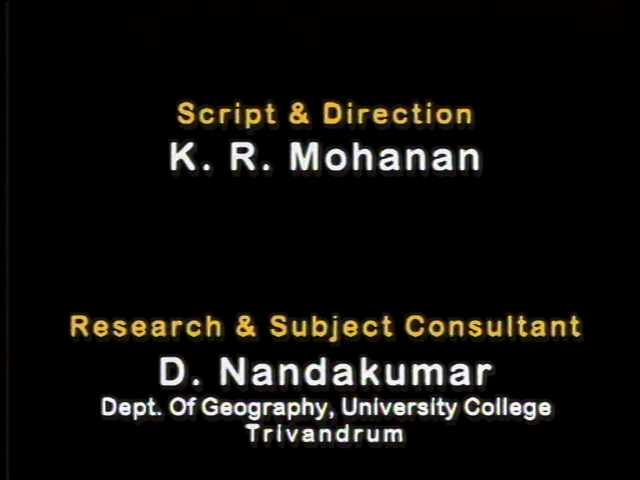 Script & Direction
K. R. Mohanan
Research & Subject Consultant
D. Nandakumar
Dept. Of Geography, University College
Trivandrum